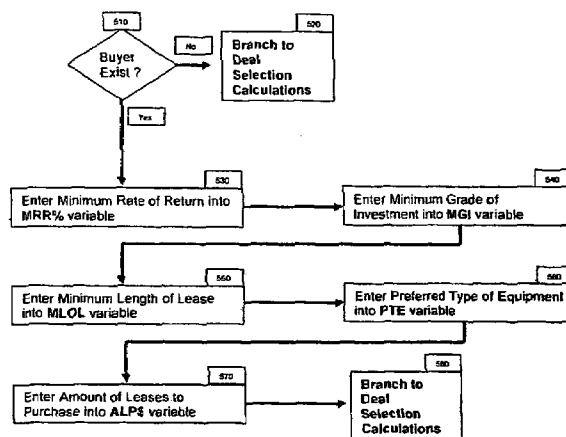 510
Buyer
Exist ?
No
520
Branch to
Deal
Selection
Calculations
Yes
530
Enter Minimum Rate of Return into
MRR% variable
540
Enter Minimum Grade of
Investment into MGI variable
550
Enter Minimum Length of Lease
into MLOL variable
560
Enter Preferred Type of Equipment
into PTE variable
570
Enter Amount of Leases to
Purchase into ALP$ variable
580
Branch to
Deal
Selection
Calculations